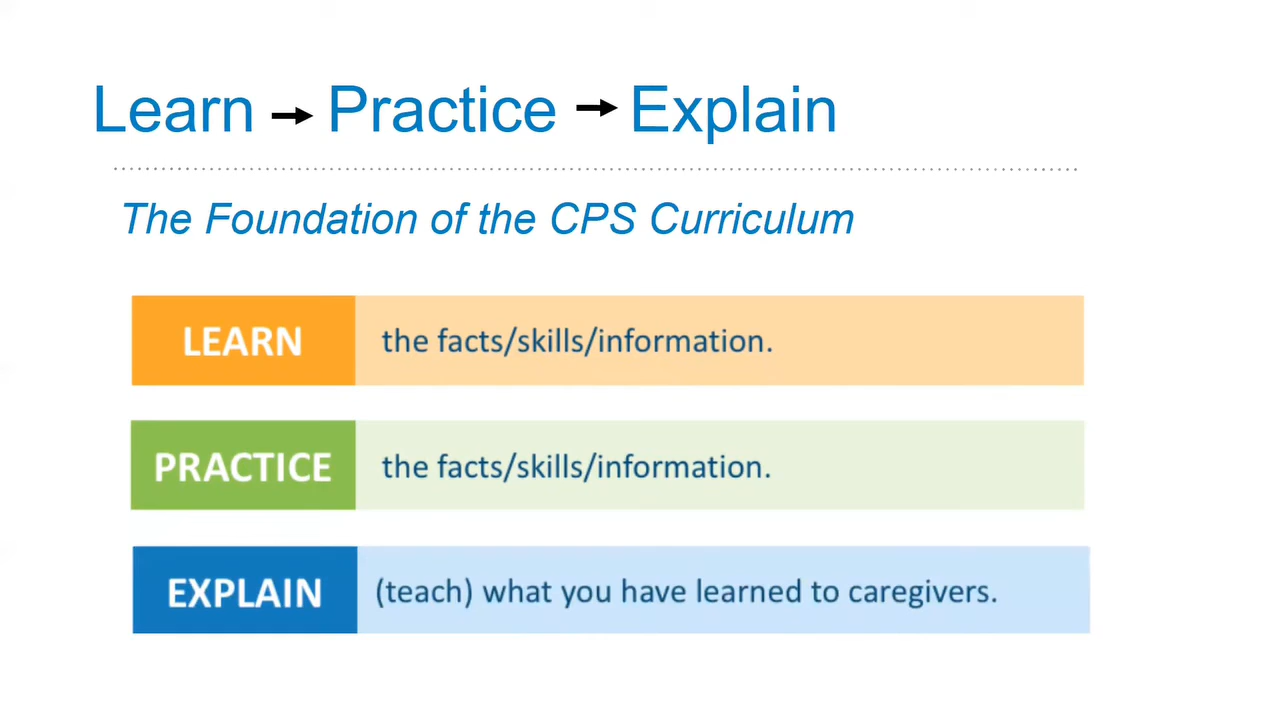 Learn → Practice → Explain
The Foundation of the CPS Curriculum
LEARN the facts/skills/information.
PRACTICE the facts/skills/information.
EXPLAIN (teach) what you have learned to caregivers.